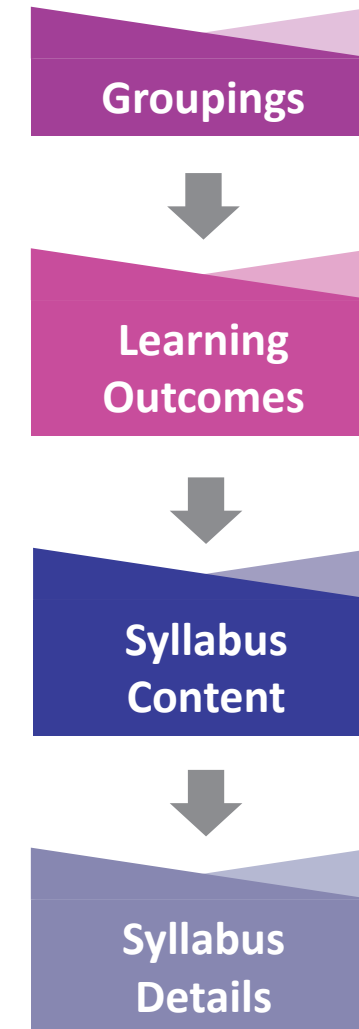 Groupings
Learning
Outcomes
Syllabus
Content
Syllabus
Details